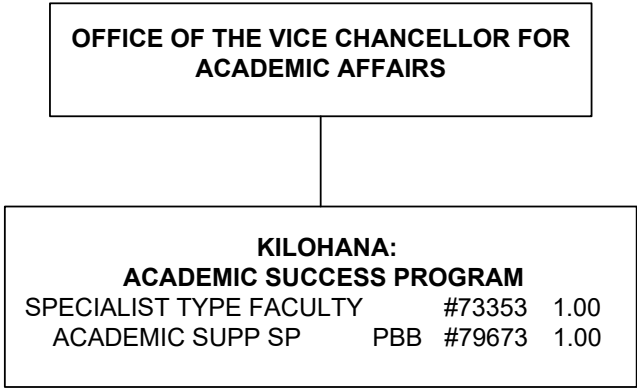 OFFICE OF THE VICE CHANCELLOR FOR
ACADEMIC AFFAIRS
KILOHANA:
ACADEMIC SUCCESS PROGRAM
SPECIALIST TYPE FACULTY #73353 1.00
ACADEMIC SUPP SP PBB #79673 1.00